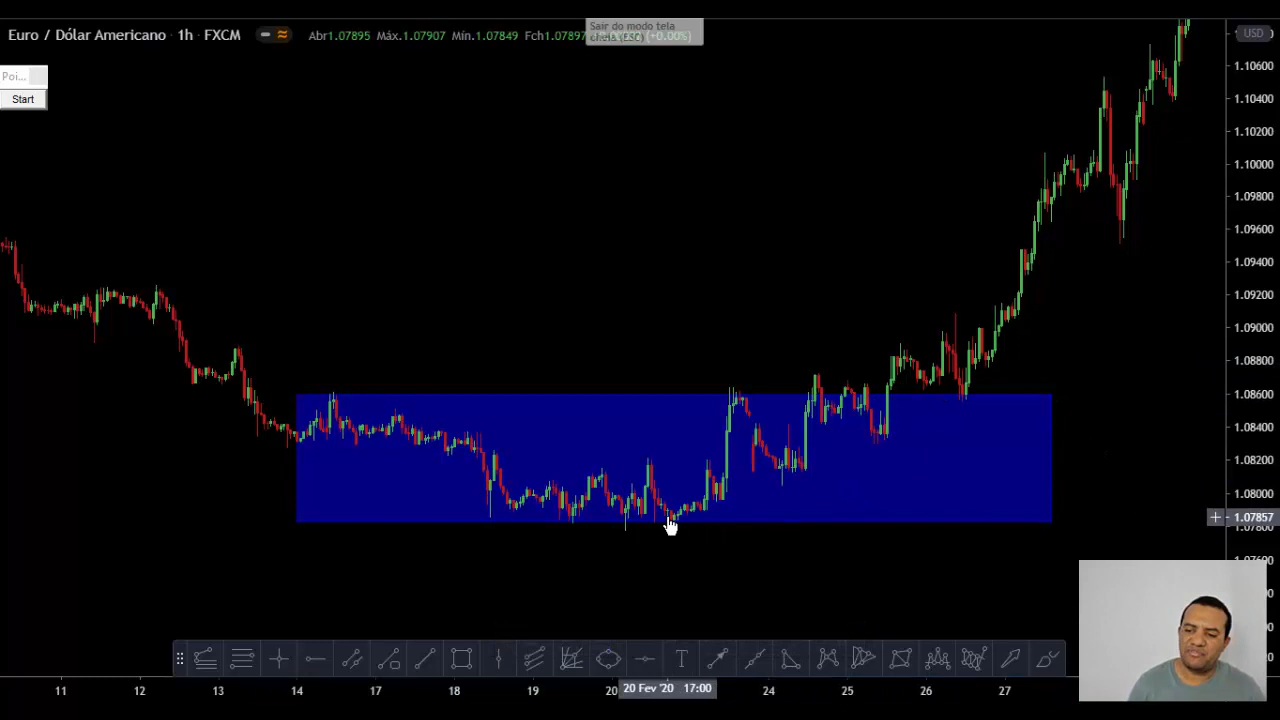 Euro / Dólar Americano · 1h · FXCM
Abr1.07895 Máx.1.07907 Mín.1.07849 Fch1.07897
(+0.00%)
Sair do modo tela
cheia (ESC)
USD
Poi...
Start
1.10600
1.10400
1.10200
1.10000
1.09800
1.09600
1.09400
1.09200
1.09000
1.08800
1.08600
1.08400
1.08200
1.08000
1.07857
11 12 13 14 17 18 19 20 20 Fev '20 17:00 24 25 26 27